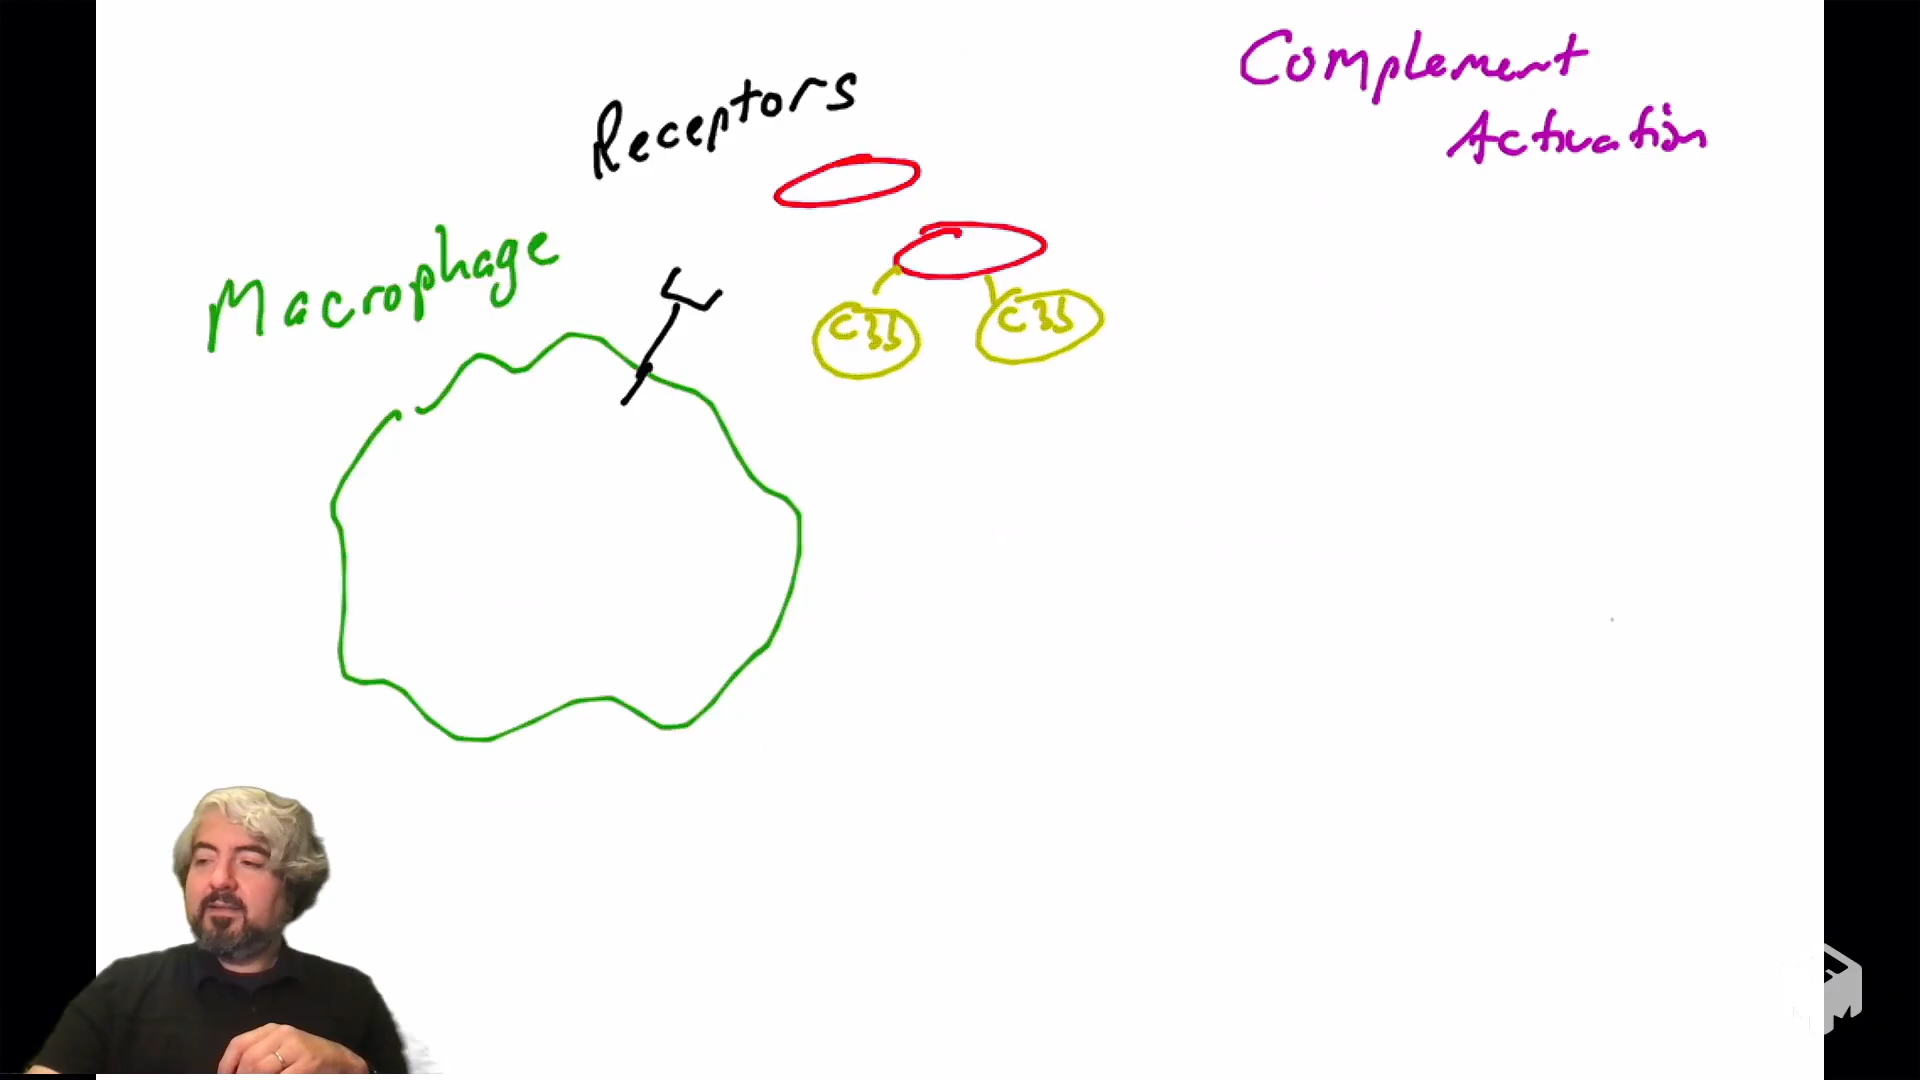 Complement
Activation
Receptors
Macrophage
C3b
C3b